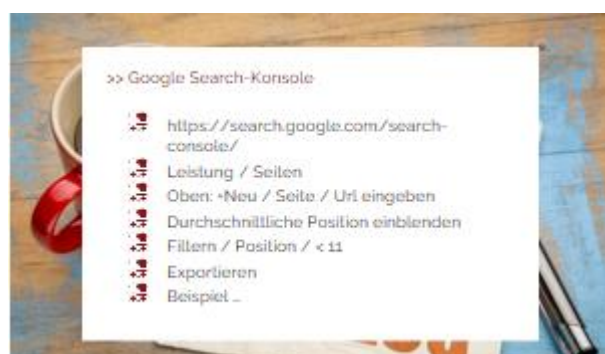 >> Google Search-Konsole
https://search.google.com/search-
console/
Leistung / Seiten
Oben: +Neu / Seite / Url eingeben
Durchschnittliche Position einblenden
Filtern / Position / < 11
Exportieren
Beispiel ...